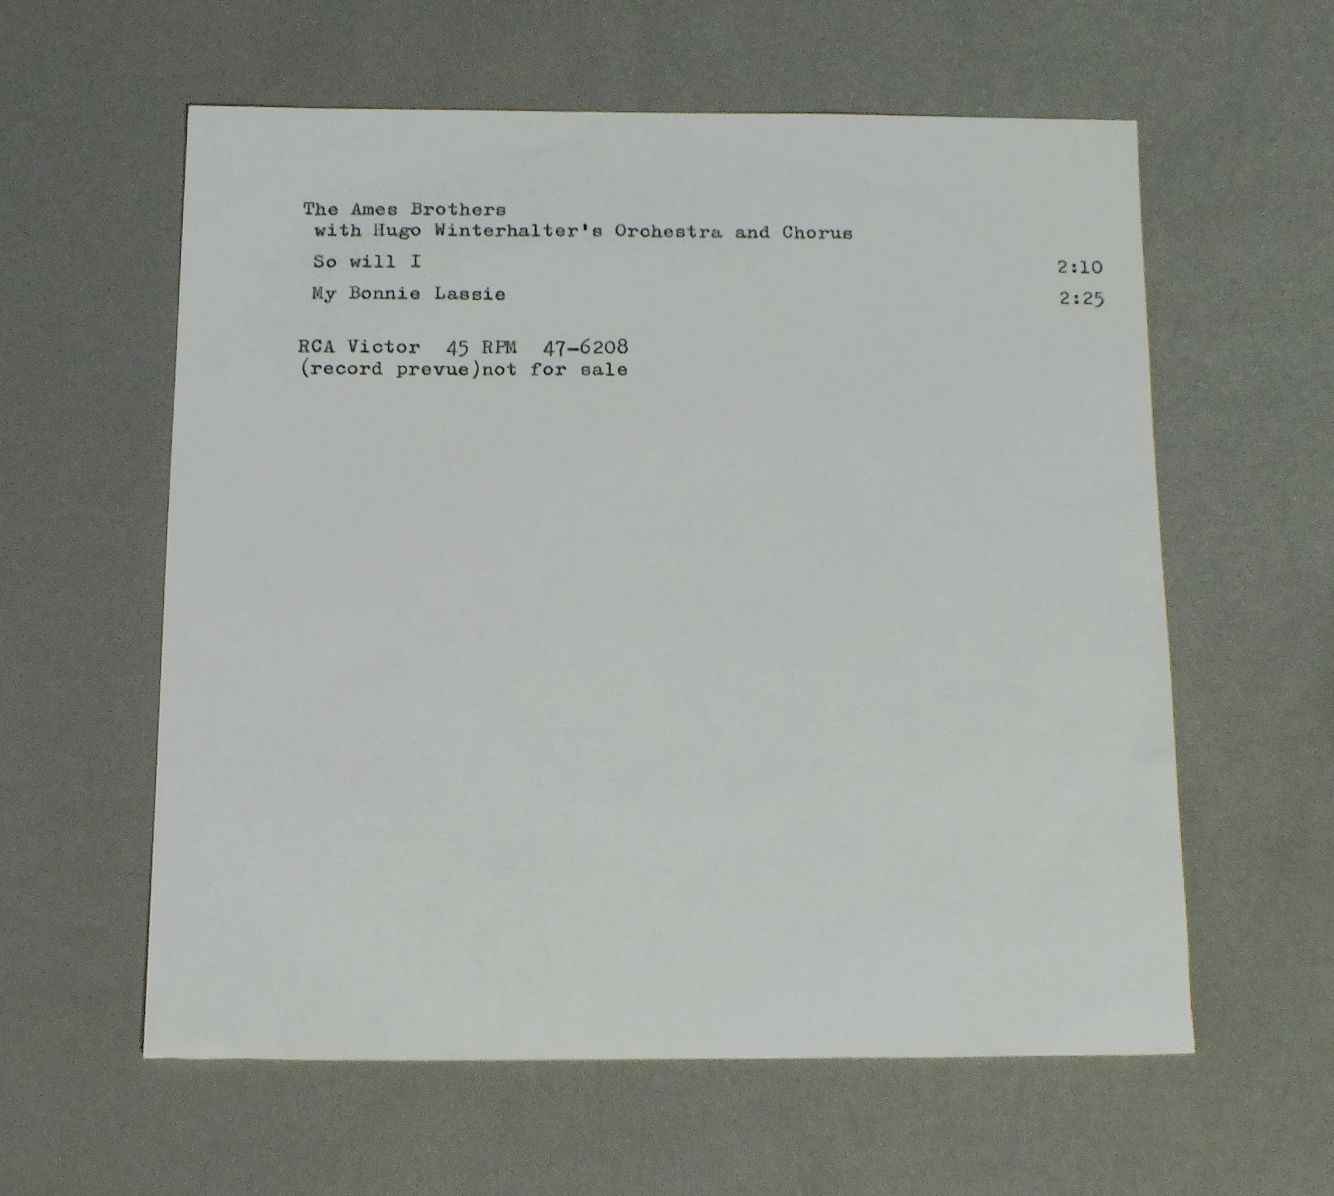 The Ames Brothers
with Hugo Winterhalter's Orchestra and Chorus
So will I 2:10
My Bonnie Lassie 2:25
RCA Victor 45 RPM 47-6208
(record prevue)not for sale